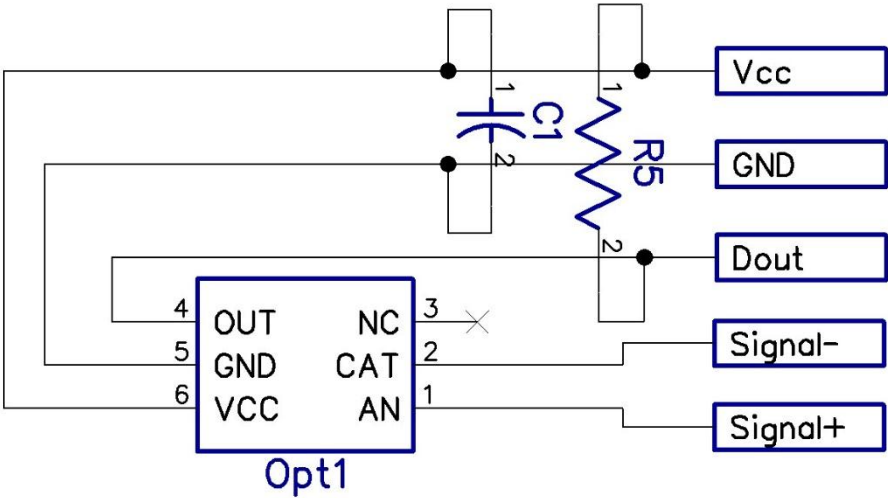 Vcc
1
1
C1
R5
2
GND
2
Dout
4 OUT NC 3
5 GND CAT 2
6 VCC AN 1
Signal-
Signal+
Opt1